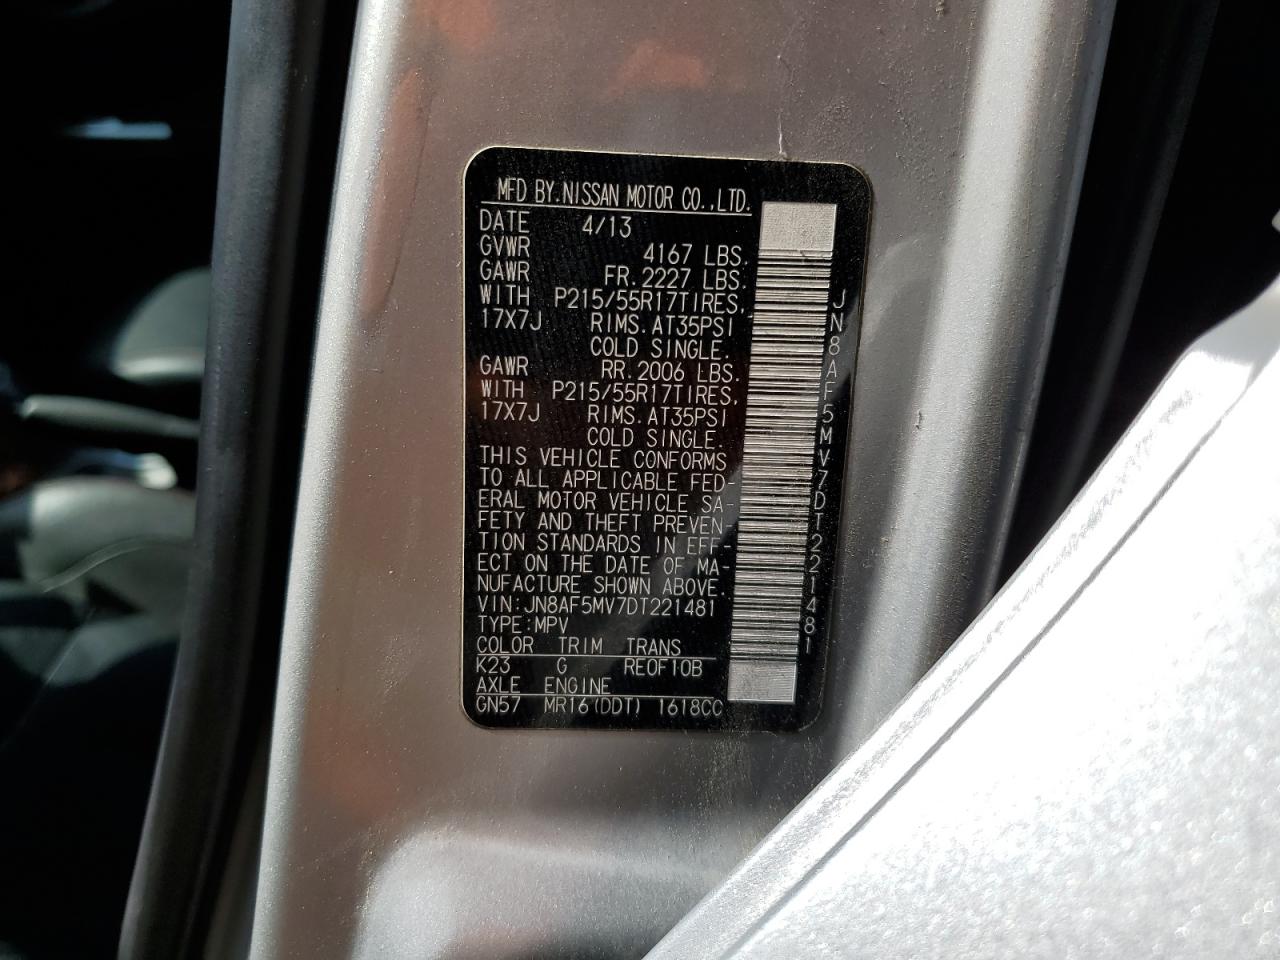 MFD BY.NISSAN MOTOR CO.,LTD.
DATE 4/13
GVWR 4167 LBS.
GAWR FR.2227 LBS.
WITH P215/55R17TIRES,
17X7J RIMS.AT35PSI
COLD SINGLE.
GAWR RR.2006 LBS.
WITH P215/55R17TIRES,
17X7J RIMS.AT35PSI
COLD SINGLE.
THIS VEHICLE CONFORMS
TO ALL APPLICABLE FED-
ERAL MOTOR VEHICLE SA-
FETY AND THEFT PREVEN-
TION STANDARDS IN EFF-
ECT ON THE DATE OF MA-
NUFACTURE SHOWN ABOVE.
VIN:JN8AF5MV7DT221481
TYPE:MPV
COLOR TRIM TRANS
K23 G RE0F10B
AXLE ENGINE
GN57 MR16(DDT) 1618CC
JN8AF5MV7DT221481